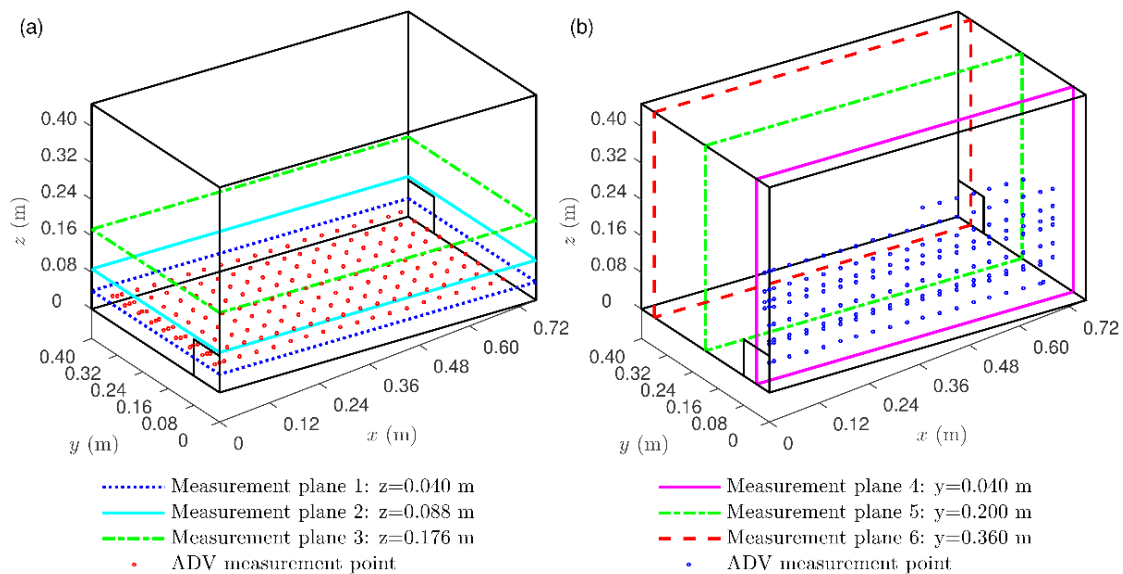 (a)
0.40
0.32
0.24
0.16
0.08
0
z (m)
0.40
0.32
0.24
0.16
0.08
0
y (m)
0
0.12
0.24
0.36
0.48
0.60
0.72
x (m)
Measurement plane 1: z=0.040 m
Measurement plane 2: z=0.088 m
Measurement plane 3: z=0.176 m
ADV measurement point
(b)
0.40
0.32
0.24
0.16
0.08
0
z (m)
0.40
0.32
0.24
0.16
0.08
0
y (m)
0
0.12
0.24
0.36
0.48
0.60
0.72
x (m)
Measurement plane 4: y=0.040 m
Measurement plane 5: y=0.200 m
Measurement plane 6: y=0.360 m
ADV measurement point